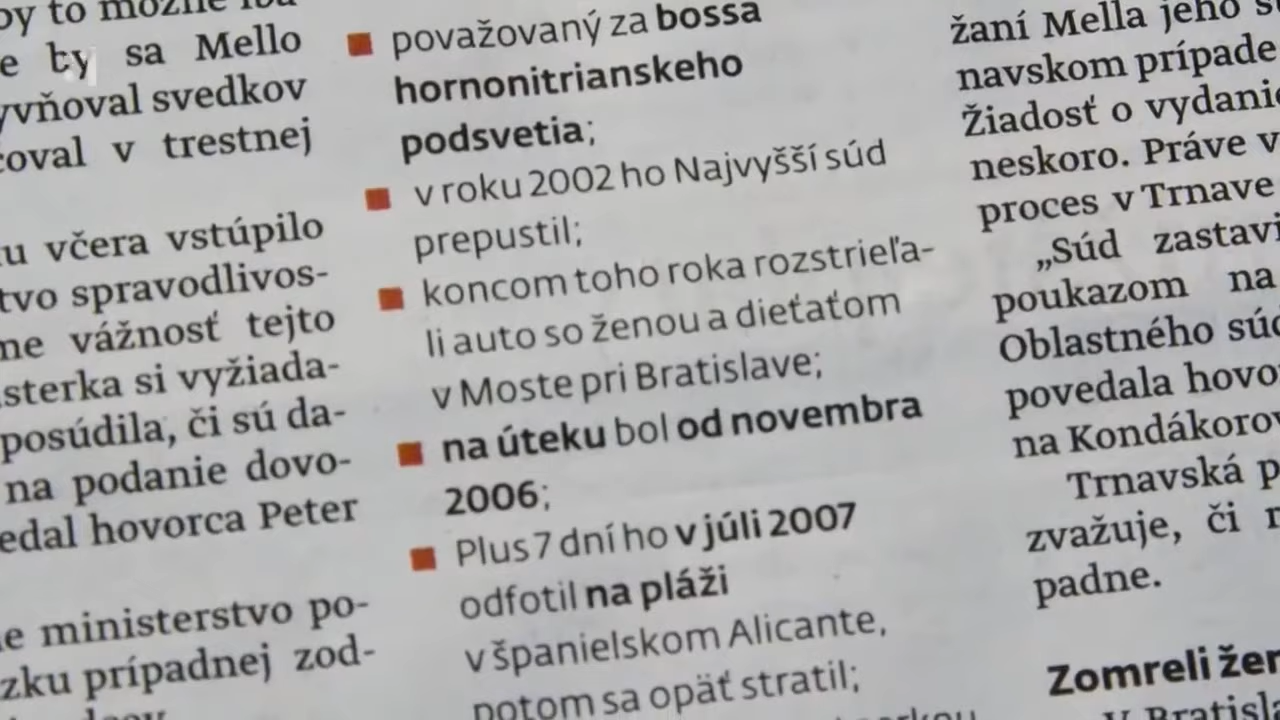 by to možné
by sa Mello
svedkov
v trestnej
včera vstúpilo
spravodlivos-
vážnosť tejto
si vyžiada-
posúdila, či sú da-
na podanie dovo-
hovorca Peter
ministerstvo po-
prípadnej zod-
považovaný za bossa
hornonitrianskeho
podsvetia;
v roku 2002 ho Najvyšší súd
prepustil;
koncom toho roka rozstrieľa-
li auto so ženou a dieťaťom
v Moste pri Bratislave;
na úteku bol od novembra
2006;
Plus 7 dní ho v júli 2007
odfotil na pláži
v španielskom Alicante,
potom sa opäť stratil;
žaní Mella jeho
navskom prípade
Žiadosť o vydanie
neskoro. Práve v
proces v Trnave
„Súd zastavi
poukazom na
Oblastného súd
povedala hovo
na Kondákorov
Trnavská p
zvažuje, či
padne.
Zomreli žen
V Bratisla